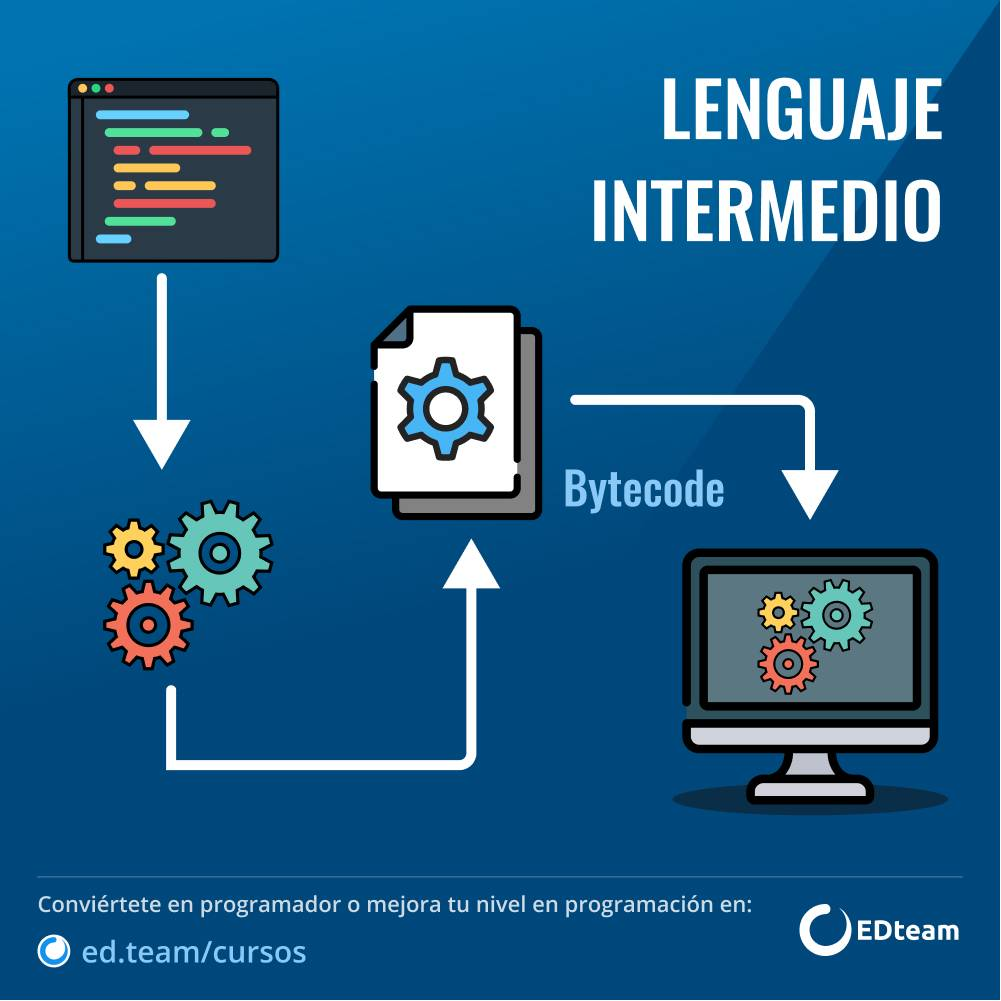 LENGUAJE
INTERMEDIO
Bytecode
Conviértete en programador o mejora tu nivel en programación en:
ed.team/cursos
EDteam